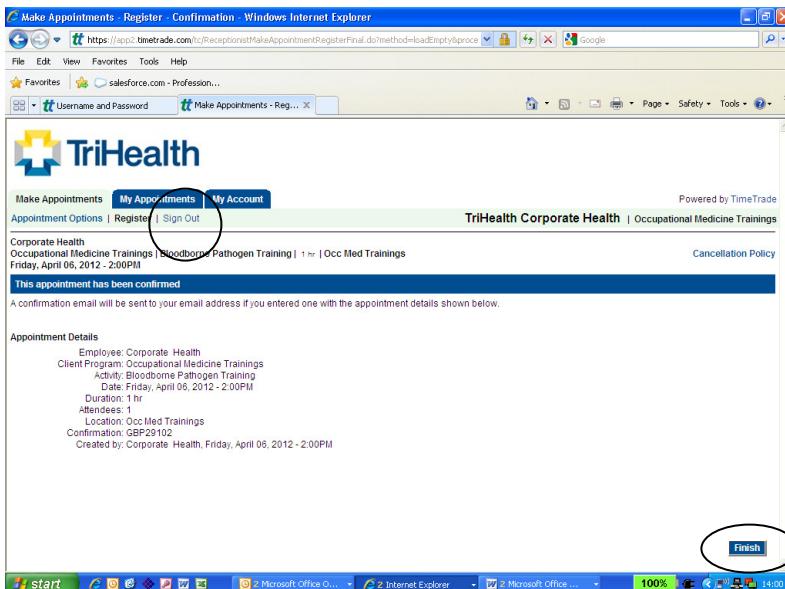 Make Appointments - Register - Confirmation - Windows Internet Explorer
https://app2.timetrade.com/tc/ReceptionistMakeAppointmentRegisterFinal.do?method=loadEmpty&proce
Google
File Edit View Favorites Tools Help
Favorites salesforce.com - Profession...
Username and Password Make Appointments - Reg... X Page Safety Tools
TriHealth
Make Appointments My Appointments My Account Powered by TimeTrade
Appointment Options | Register | Sign Out TriHealth Corporate Health | Occupational Medicine Trainings
Corporate Health
Occupational Medicine Trainings | Bloodborne Pathogen Training | 1 hr | Occ Med Trainings Cancellation Policy
Friday, April 06, 2012 - 2:00PM
This appointment has been confirmed
A confirmation email will be sent to your email address if you entered one with the appointment details shown below.
Appointment Details
Employee: Corporate Health
Client Program: Occupational Medicine Trainings
Activity: Bloodborne Pathogen Training
Date: Friday, April 06, 2012 - 2:00PM
Duration: 1 hr
Attendees: 1
Location: Occ Med Trainings
Confirmation: GBP29102
Created by: Corporate Health, Friday, April 06, 2012 - 2:00PM
Finish
start 2 Microsoft Office O... 2 Internet Explorer 2 Microsoft Office ... 100% 14:00